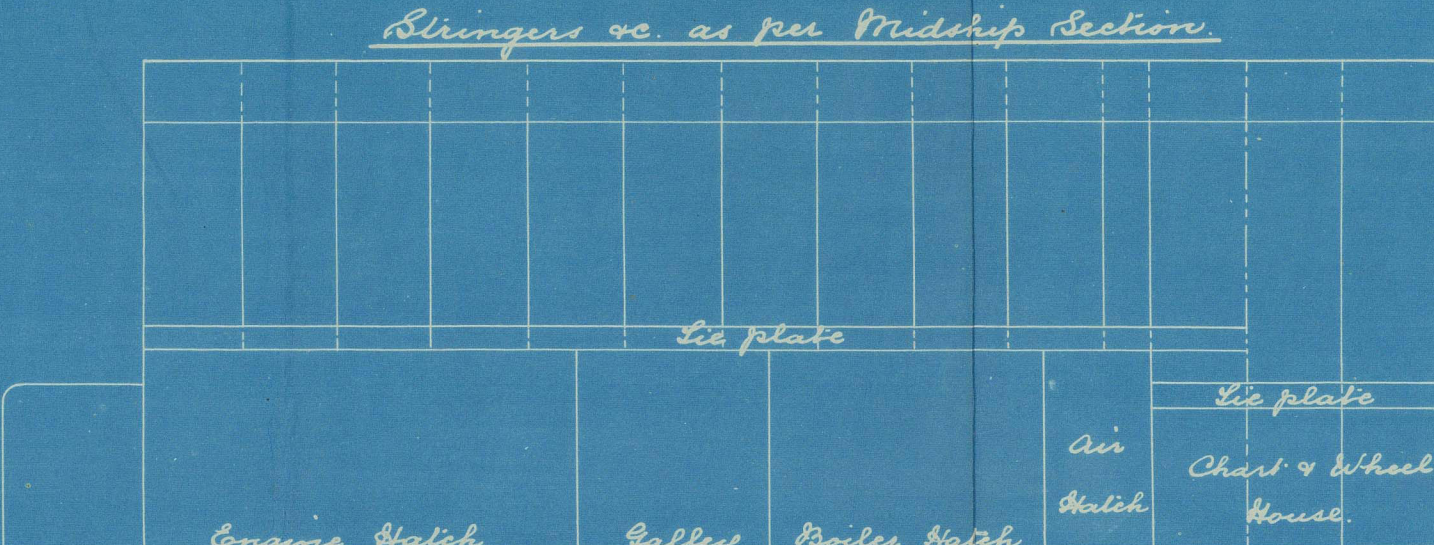 Stringers &c. as per Midship Section.
Tie plate
Tie plate
Air
Hatch
Chart & Wheel
House.
Engine Hatch
Galley
Boiler Hatch